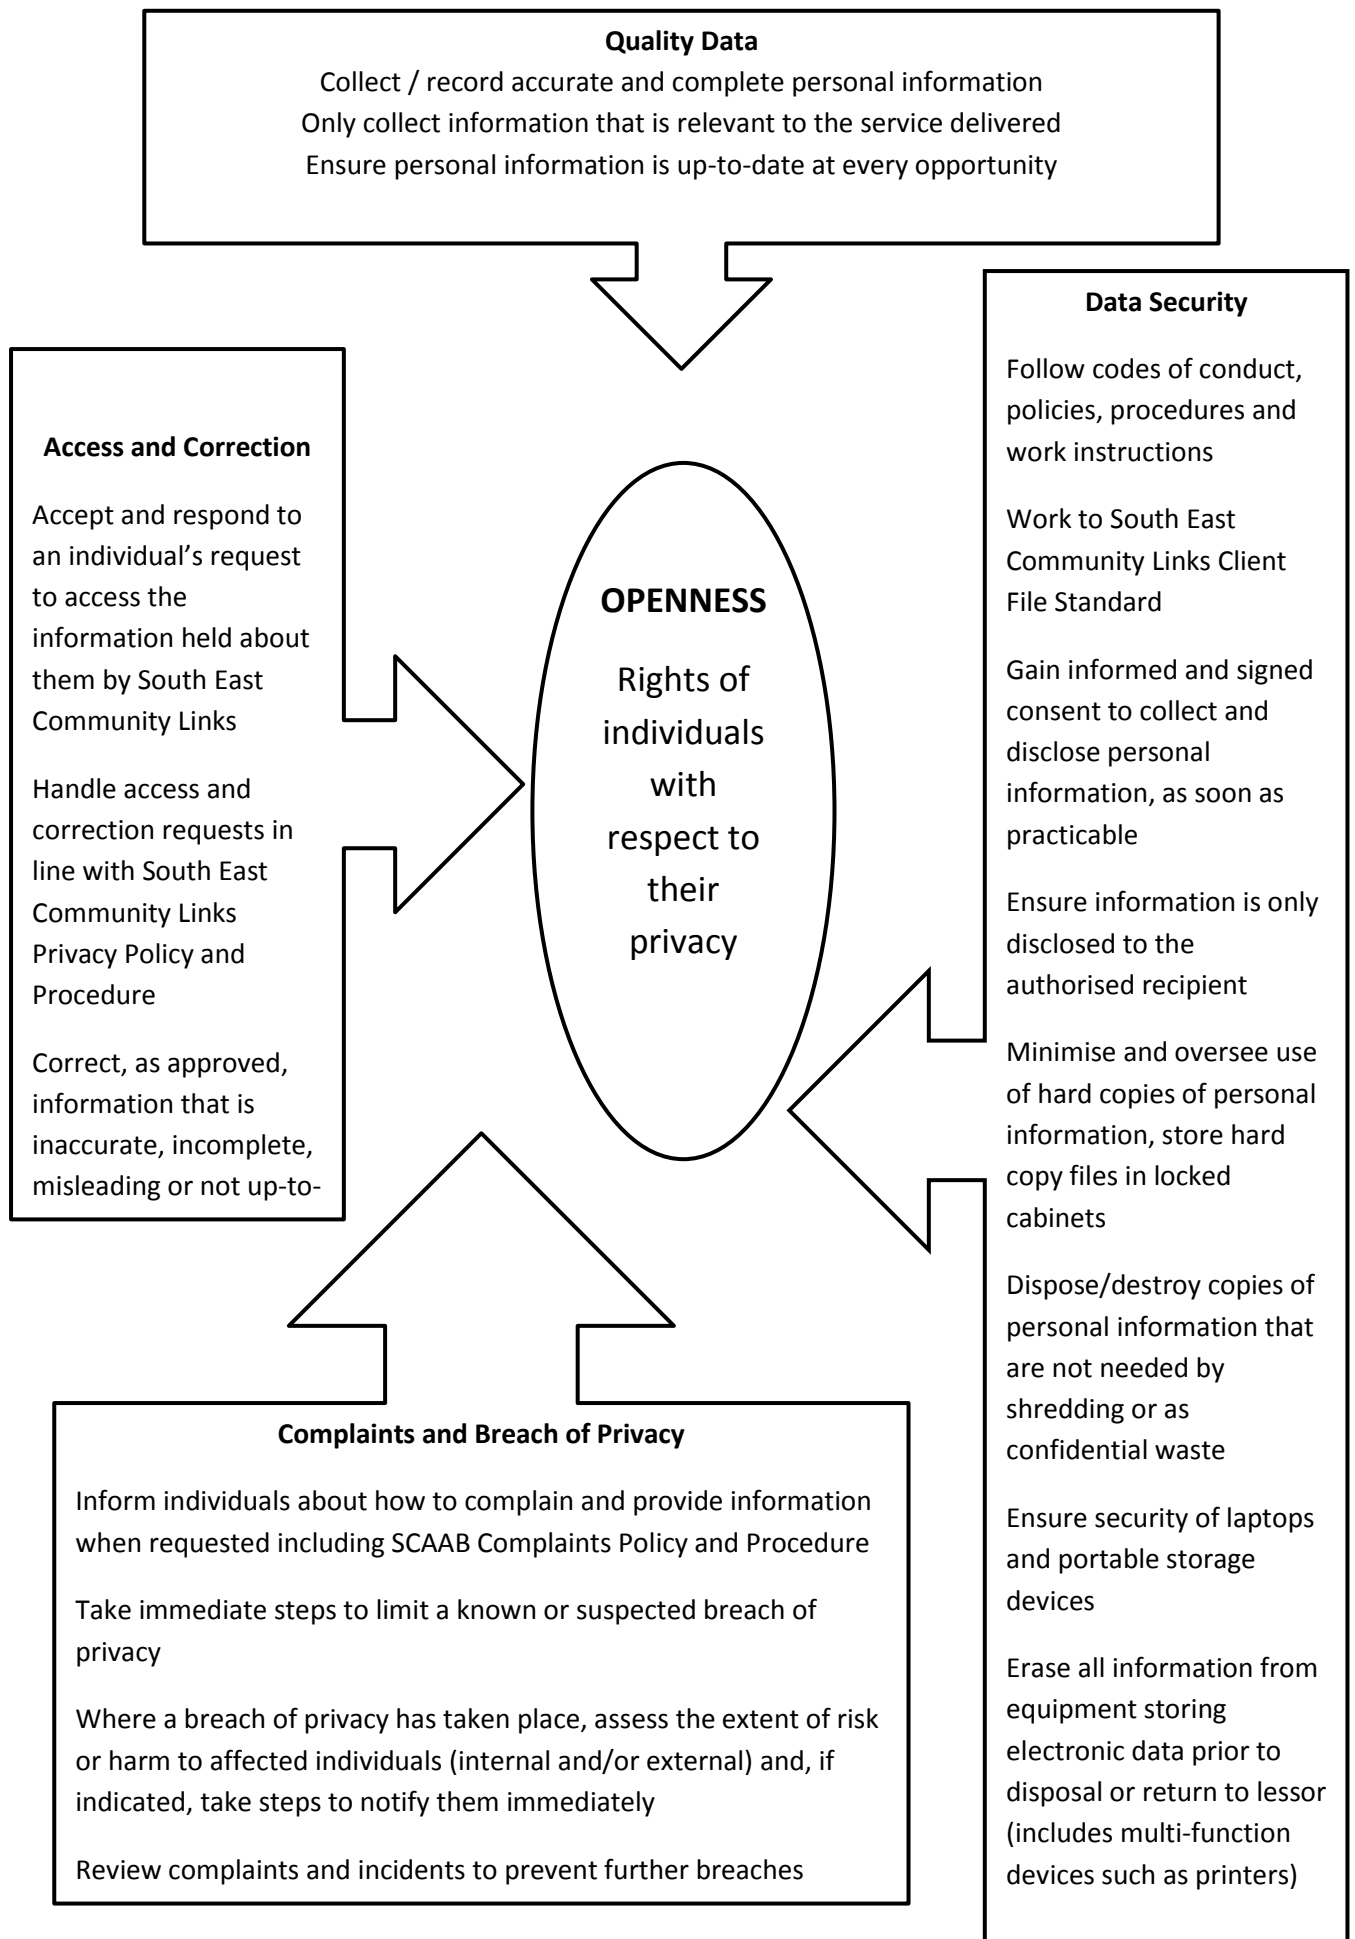 Quality Data
Collect / record accurate and complete personal information
Only collect information that is relevant to the service delivered
Ensure personal information is up-to-date at every opportunity
Access and Correction
Accept and respond to
an individual’s request
to access the
information held about
them by South East
Community Links
Handle access and
correction requests in
line with South East
Community Links
Privacy Policy and
Procedure
Correct, as approved,
information that is
inaccurate, incomplete,
misleading or not up-to-
OPENNESS
Rights of
individuals
with
respect to
their
privacy
Data Security
Follow codes of conduct,
policies, procedures and
work instructions
Work to South East
Community Links Client
File Standard
Gain informed and signed
consent to collect and
disclose personal
information, as soon as
practicable
Ensure information is only
disclosed to the
authorised recipient
Minimise and oversee use
of hard copies of personal
information, store hard
copy files in locked
cabinets
Dispose/destroy copies of
personal information that
are not needed by
shredding or as
confidential waste
Ensure security of laptops
and portable storage
devices
Erase all information from
equipment storing
electronic data prior to
disposal or return to lessor
(includes multi-function
devices such as printers)
Complaints and Breach of Privacy
Inform individuals about how to complain and provide information
when requested including SCAAB Complaints Policy and Procedure
Take immediate steps to limit a known or suspected breach of
privacy
Where a breach of privacy has taken place, assess the extent of risk
or harm to affected individuals (internal and/or external) and, if
indicated, take steps to notify them immediately
Review complaints and incidents to prevent further breaches